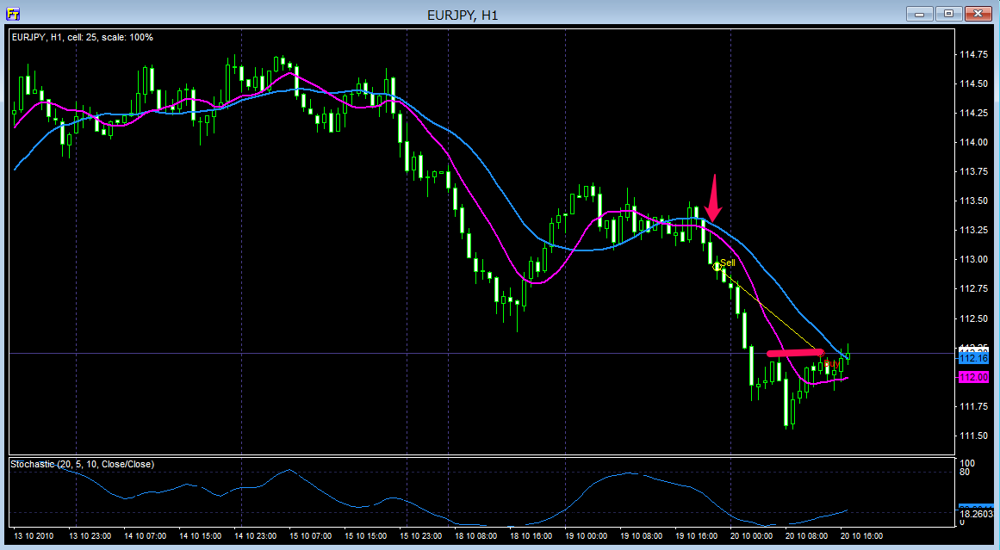 EURJPY, H1
EURJPY, H1, cell: 25, scale: 100%
114.75
114.50
114.25
114.00
113.75
113.50
113.25
113.00
Sell
112.75
112.50
112.16
Buy
112.00
111.75
111.50
Stochastic (20, 5, 10, Close/Close)
100
80
18.2603
0
13 10 2010
13 10 23:00
14 10 07:00
14 10 15:00
14 10 23:00
15 10 07:00
15 10 15:00
15 10 23:00
18 10 08:00
18 10 16:00
19 10 00:00
19 10 08:00
19 10 16:00
20 10 00:00
20 10 08:00
20 10 16:00